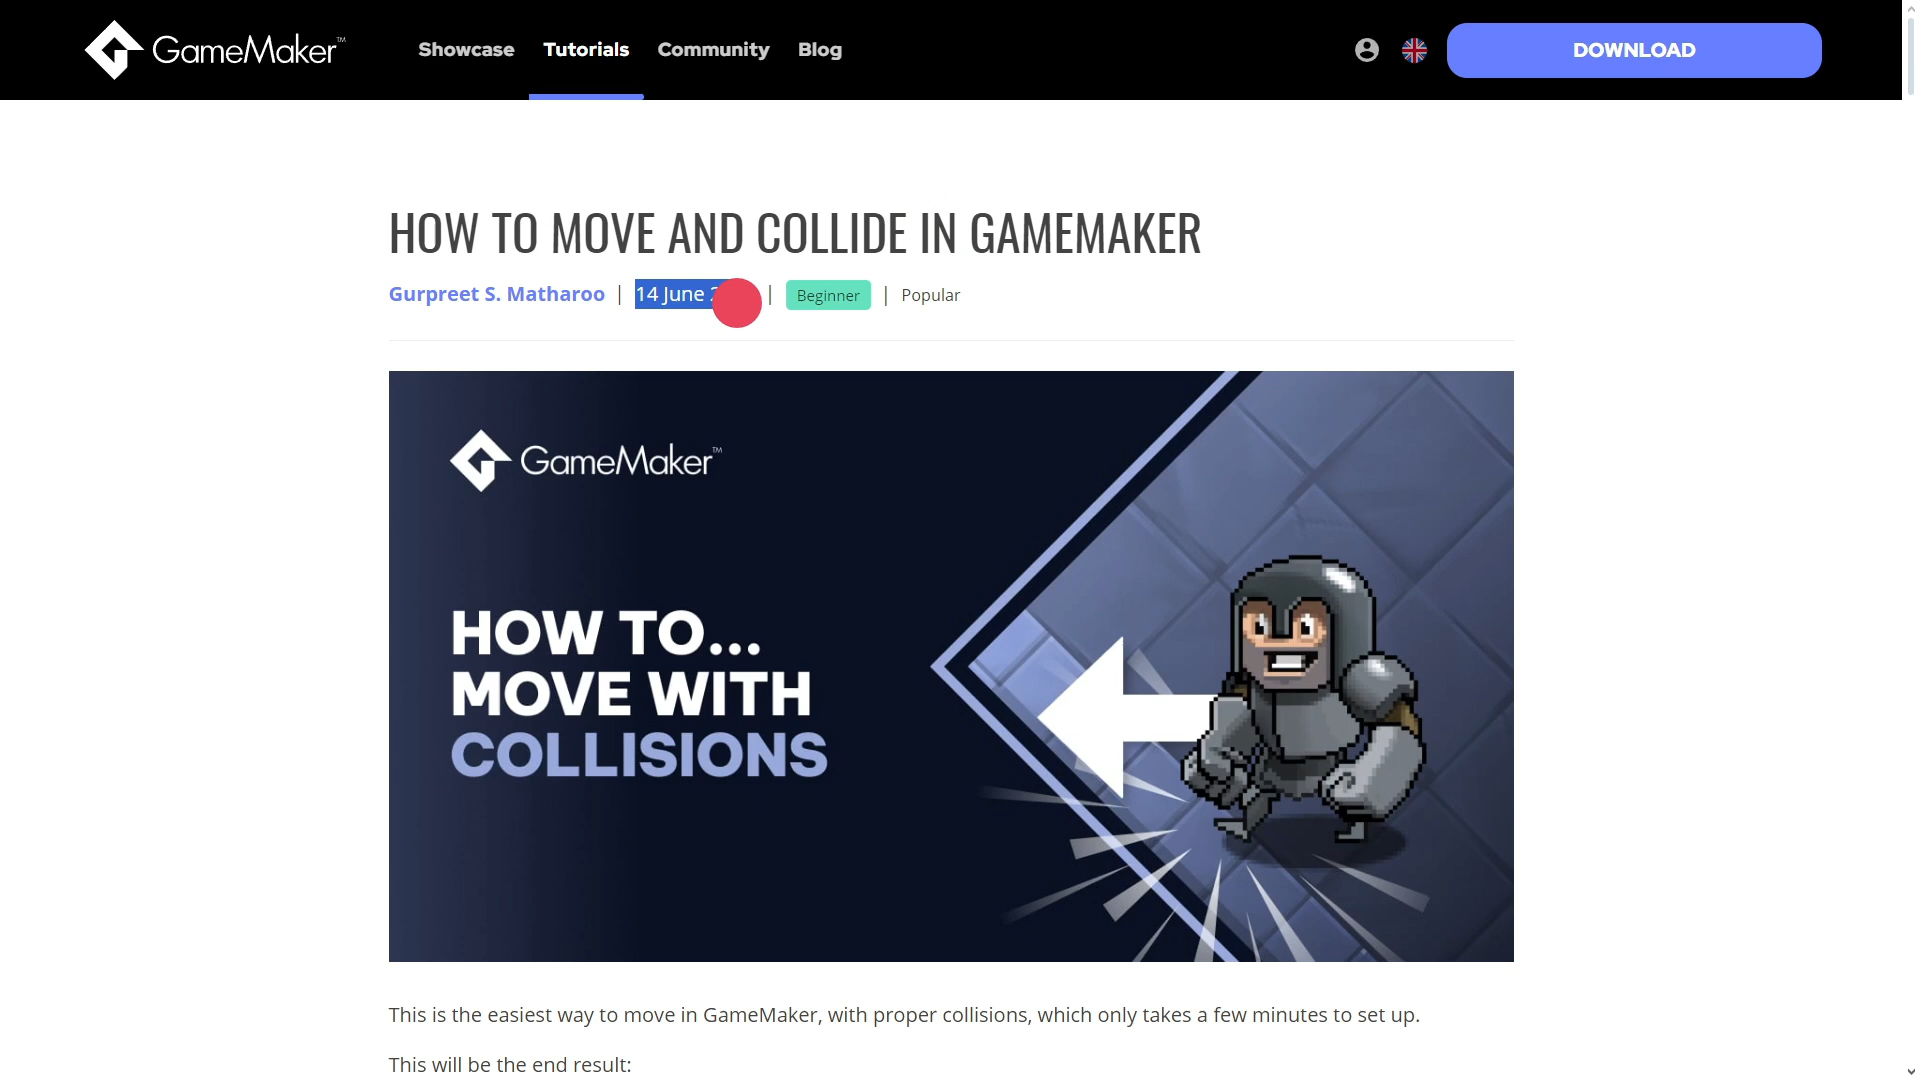 GameMaker™
Showcase Tutorials Community Blog
DOWNLOAD
HOW TO MOVE AND COLLIDE IN GAMEMAKER
Gurpreet S. Matharoo | 14 June | Beginner | Popular
GameMaker™
HOW TO...
MOVE WITH
COLLISIONS
This is the easiest way to move in GameMaker, with proper collisions, which only takes a few minutes to set up.
This will be the end result: